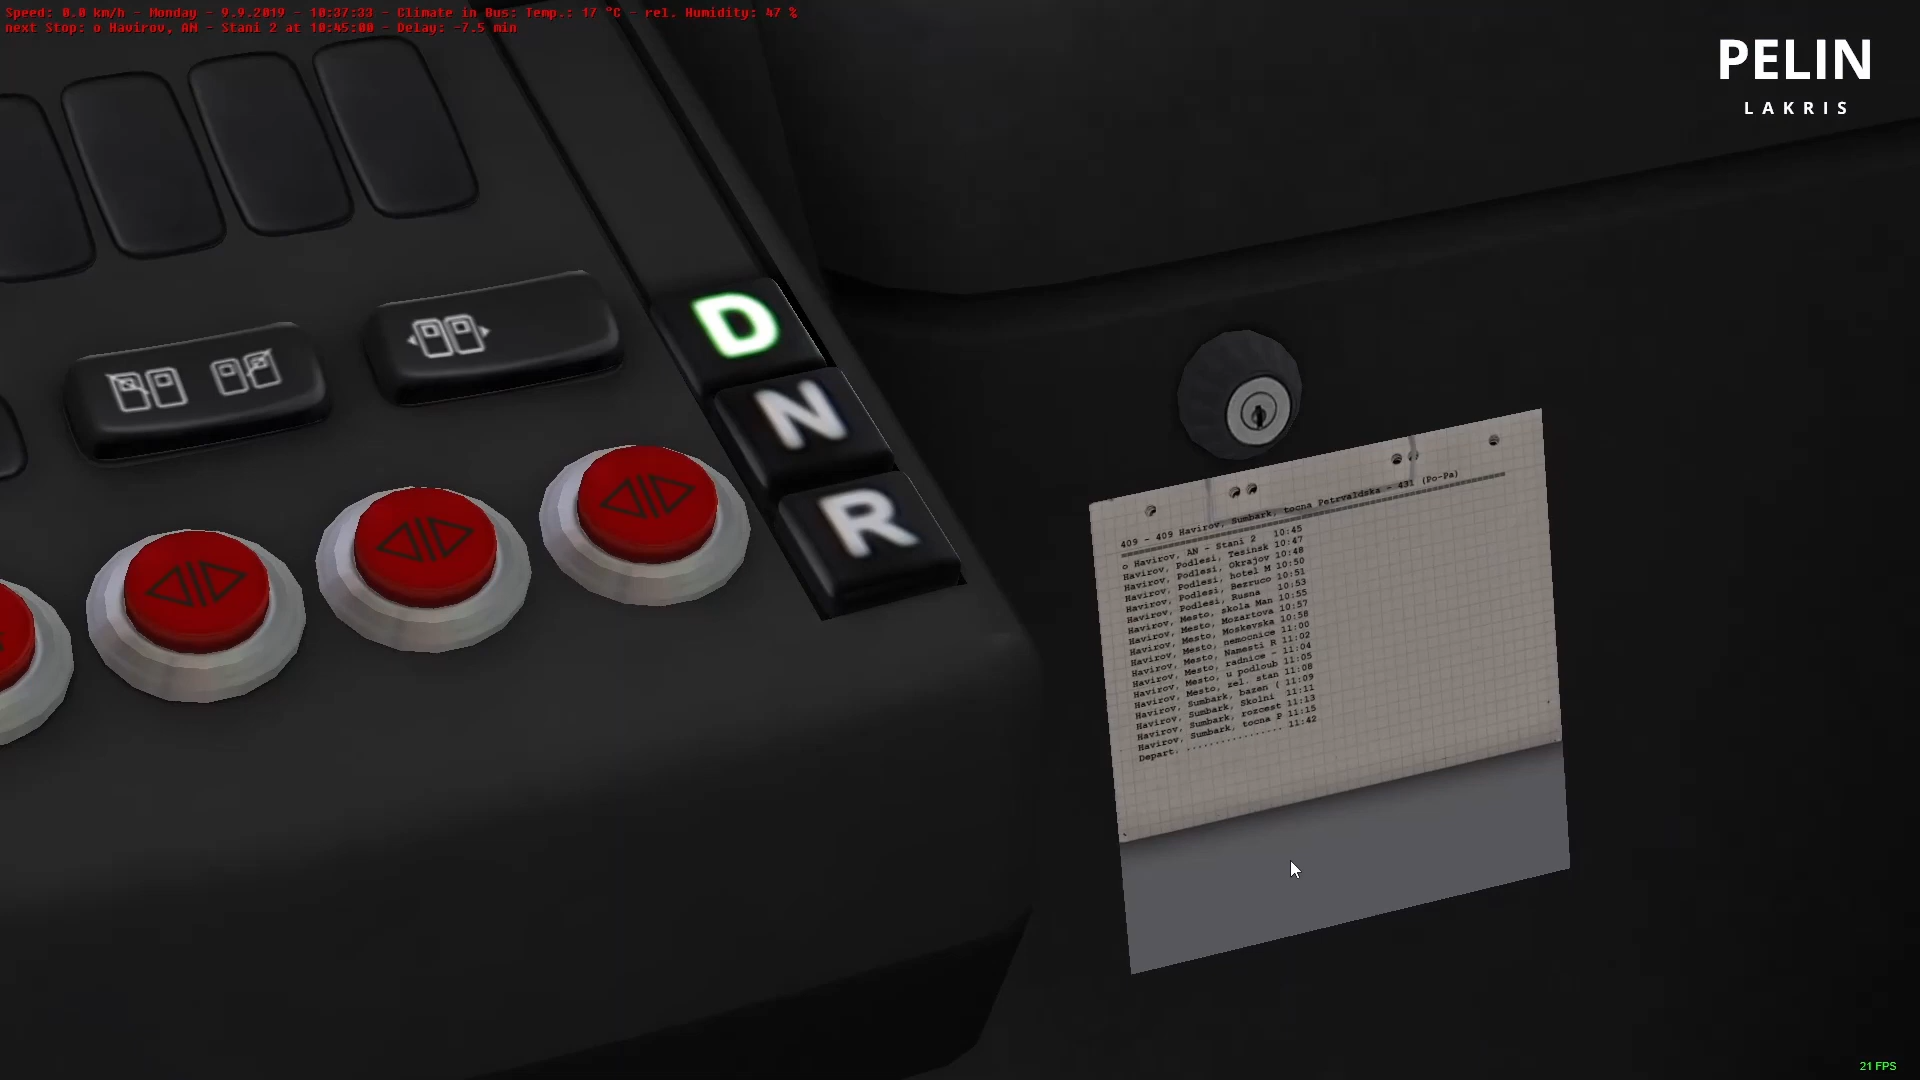 Speed: 0.0 km/h - Monday - 9.9.2019 - 10:37:33 - Climate in Bus: Temp.: 17 °C - rel. Humidity: 47 %
next Stop: o Havirov, AN - Stani 2 at 10:45:00 - Delay: -7.5 min
PELIN
LAKRIS
D
N
R
409 - 409 Havirov, Sumbark, tocna Petrvaldska - 431 (Po-Pa)
o Havirov, AN - Stani 2 10:45
Havirov, Podlesi, Tesinsk 10:47
Havirov, Podlesi, Okrajov 10:48
Havirov, Podlesi, hotel M 10:50
Havirov, Podlesi, Bezruco 10:51
Havirov, Podlesi, Rusna 10:53
Havirov, Mesto, skola Man 10:55
Havirov, Mesto, Mozartova 10:57
Havirov, Mesto, Moskevska 10:58
Havirov, Mesto, nemocnice 11:00
Havirov, Mesto, Namesti R 11:02
Havirov, Mesto, radnice - 11:04
Havirov, Mesto, u podloub 11:05
Havirov, Mesto, zel. stan 11:08
Havirov, Sumbark, bazen ( 11:09
Havirov, Sumbark, Skolni 11:11
Havirov, Sumbark, rozcest 11:13
Havirov, Sumbark, tocna P 11:15
Depart. ................. 11:42
21 FPS